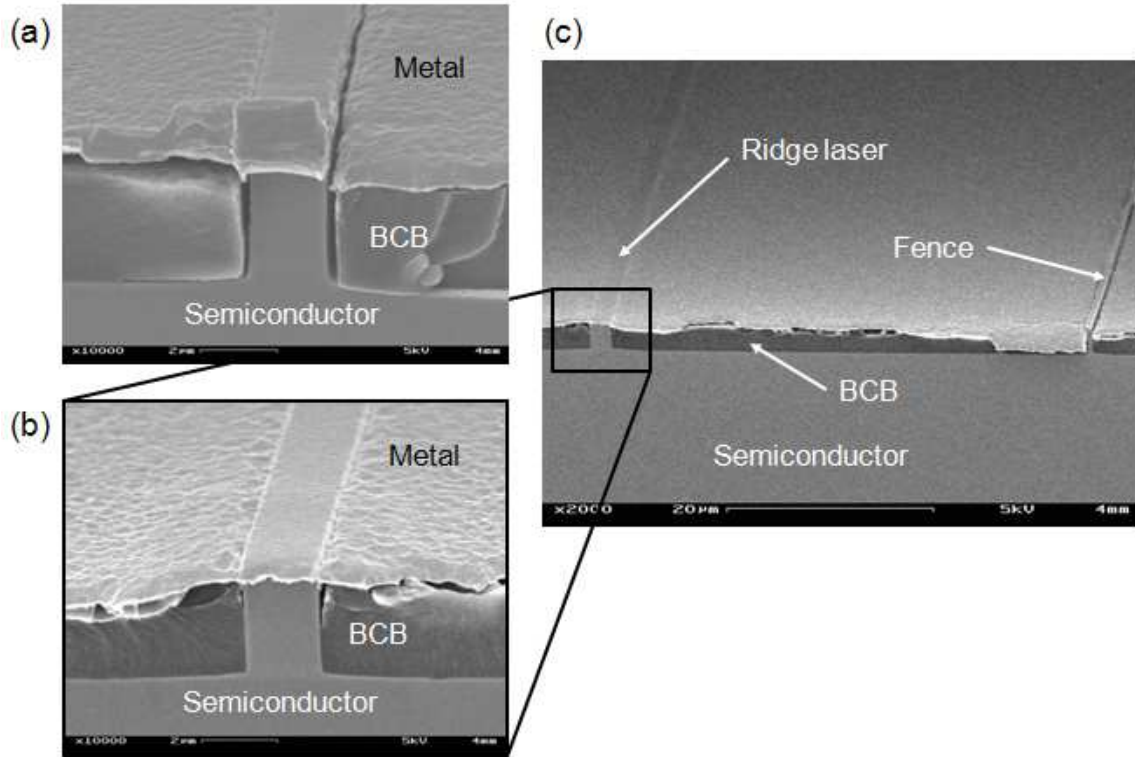 (a)
Metal
BCB
Semiconductor
x10000 2µm 5kV 4mm
(b)
Metal
BCB
Semiconductor
x10000 2µm 5kV 4mm
(c)
Ridge laser
Fence
BCB
Semiconductor
x2000 20µm 5kV 4mm